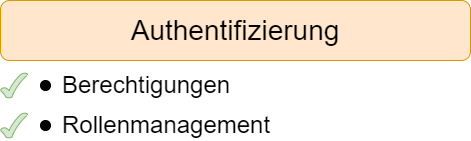 Authentifizierung
● Berechtigungen
● Rollenmanagement